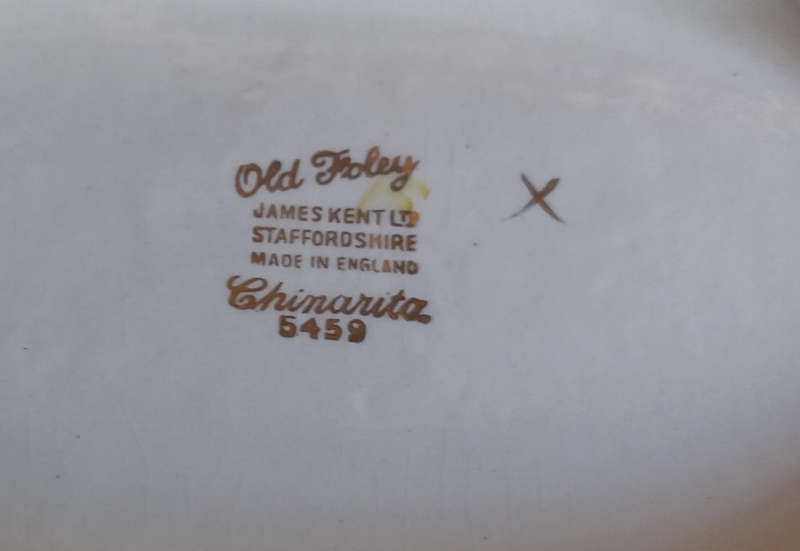 Old Foley
JAMES KENT LTD
STAFFORDSHIRE
MADE IN ENGLAND
Chinarita
5459
X